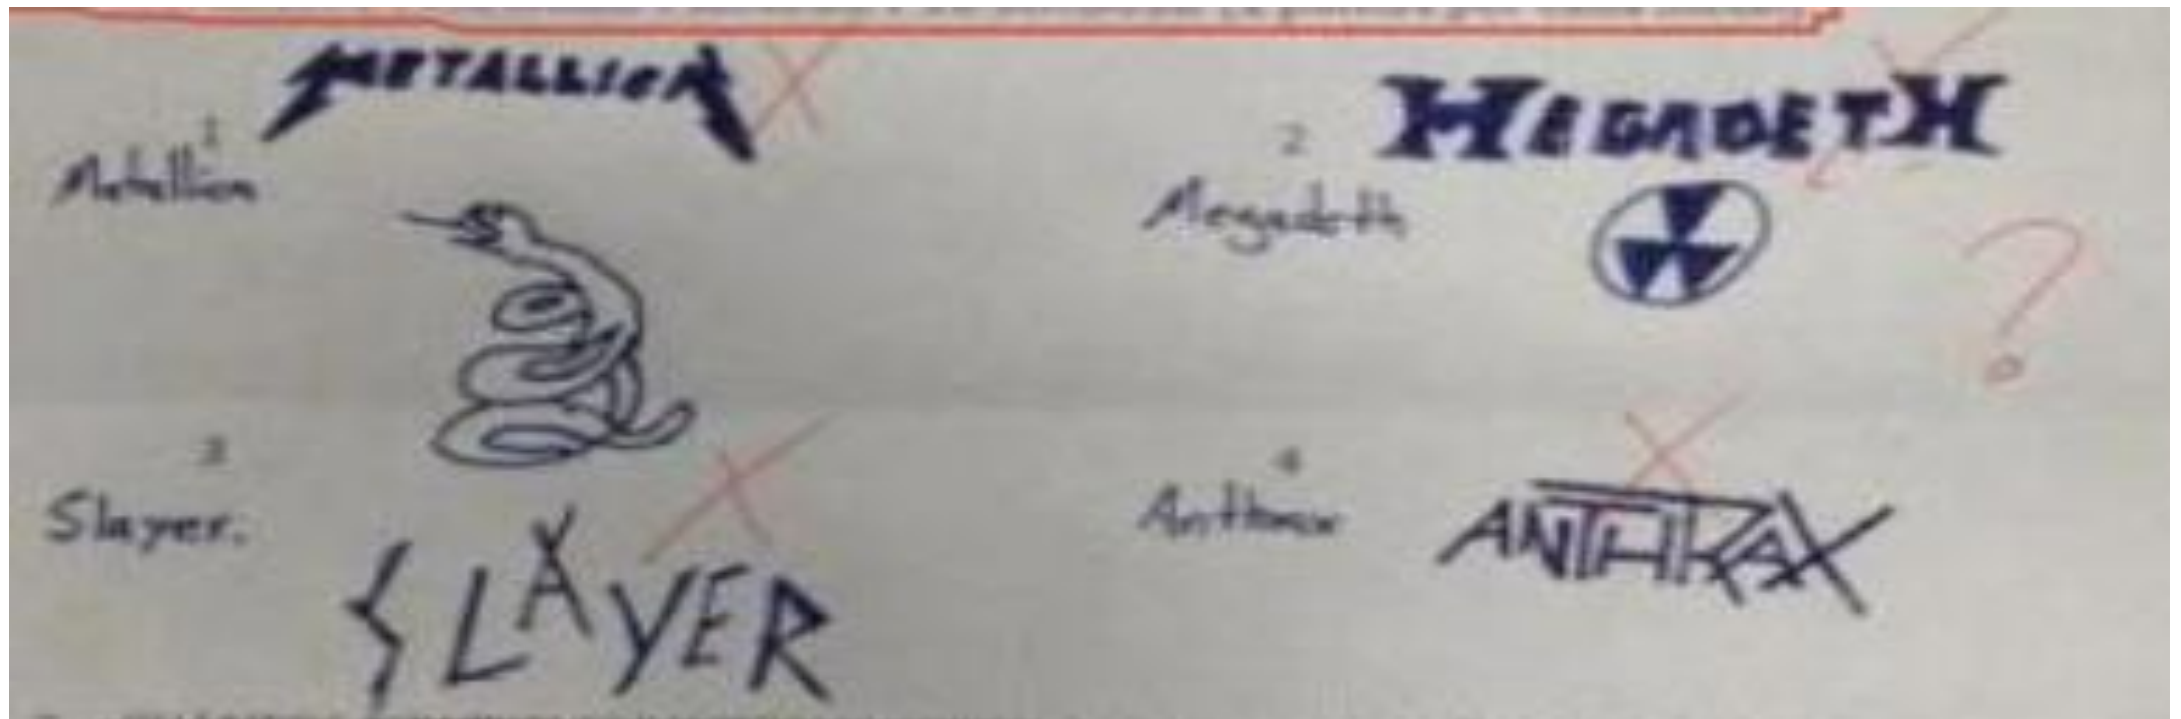 METALLICA
1
Metallica
2
MEGADETH
Megadeth
3
Slayer.
SLAYER
4
Anthrax
ANTHRAX
?